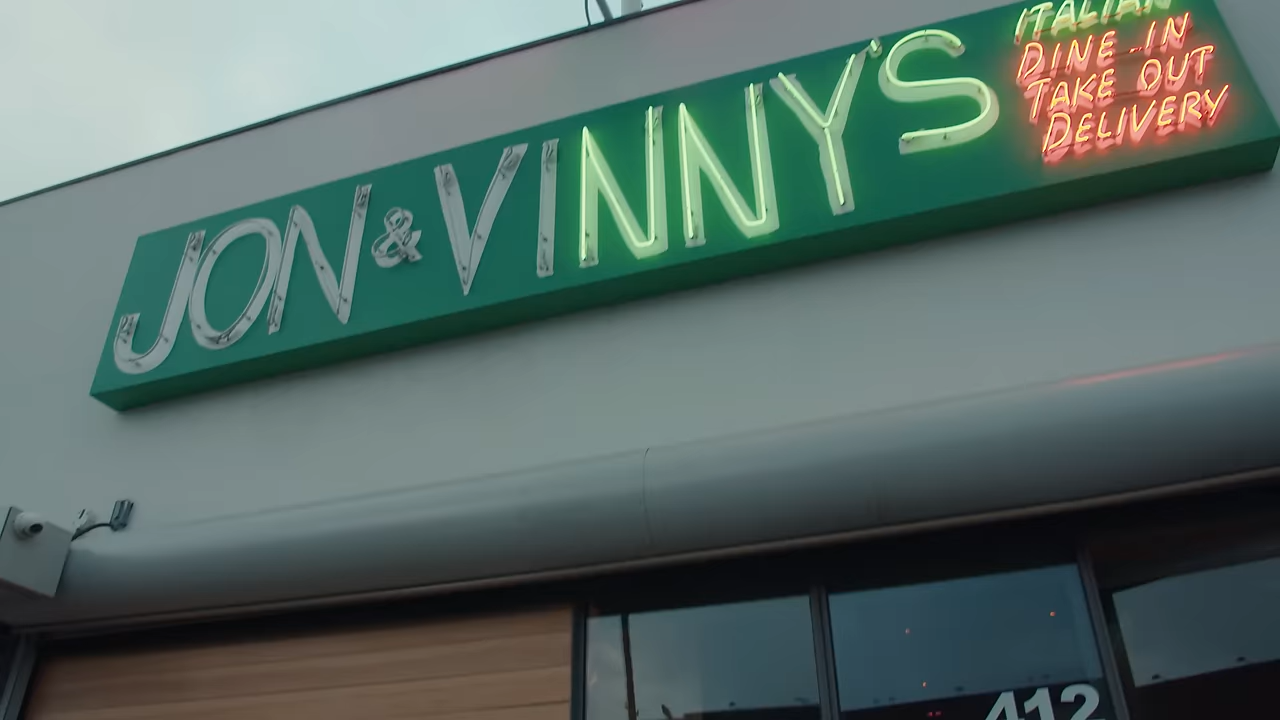 JON & VINNY'S
ITALIAN
DINE-IN
TAKE OUT
DELIVERY
412